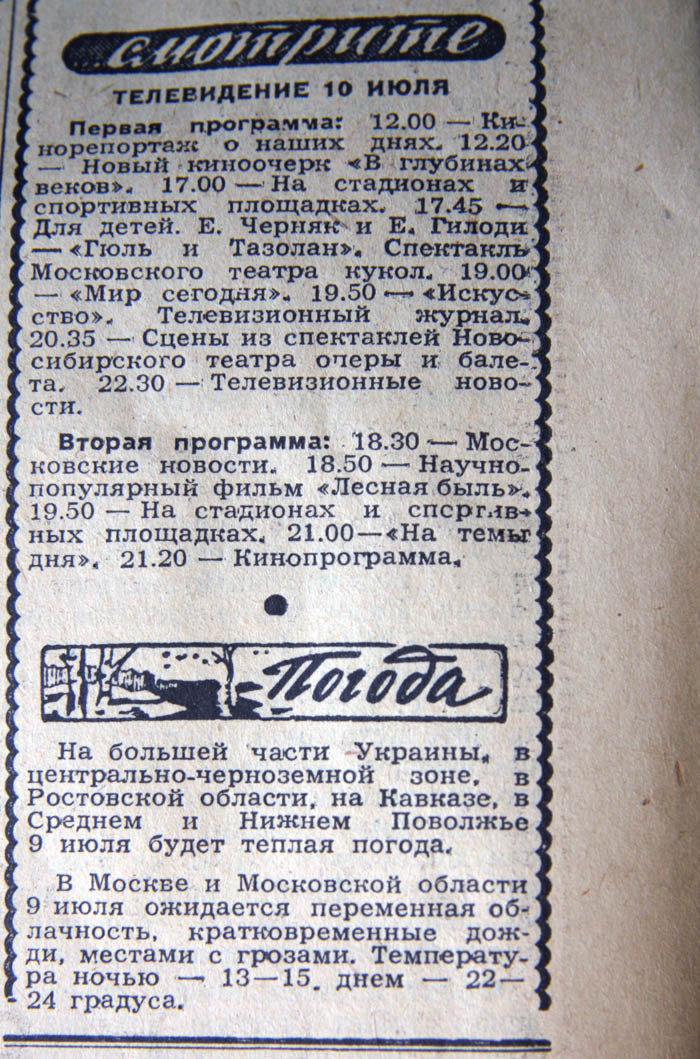 смотрите
ТЕЛЕВИДЕНИЕ 10 ИЮЛЯ
Первая программа: 12.00 — Ки-
норепортаж о наших днях. 12.20
— Новый киноочерк «В глубинах
веков». 17.00 — На стадионах и
спортивных площадках. 17.45 —
Для детей. Е. Черняк и Е. Гилоди
— «Гюль и Тазолан». Спектакль
Московского театра кукол. 19.00
— «Мир сегодня». 19.50 — «Искус-
ство». Телевизионный журнал.
20.35 — Сцены из спектаклей Ново-
сибирского театра оперы и бале-
та. 22.30 — Телевизионные ново-
сти.
Вторая программа: 18.30 — Мос-
ковские новости. 18.50 — Научно-
популярный фильм «Лесная быль».
19.50 — На стадионах и спортив-
ных площадках. 21.00 — «На темы
дня». 21.20 — Кинопрограмма.
Погода
На большей части Украины, в
центрально-черноземной зоне, в
Ростовской области, на Кавказе, в
Среднем и Нижнем Поволжье
9 июля будет теплая погода.
В Москве и Московской области
9 июля ожидается переменная об-
лачность, кратковременные дож-
ди, местами с грозами. Температу-
ра ночью — 13—15, днем — 22—
24 градуса.